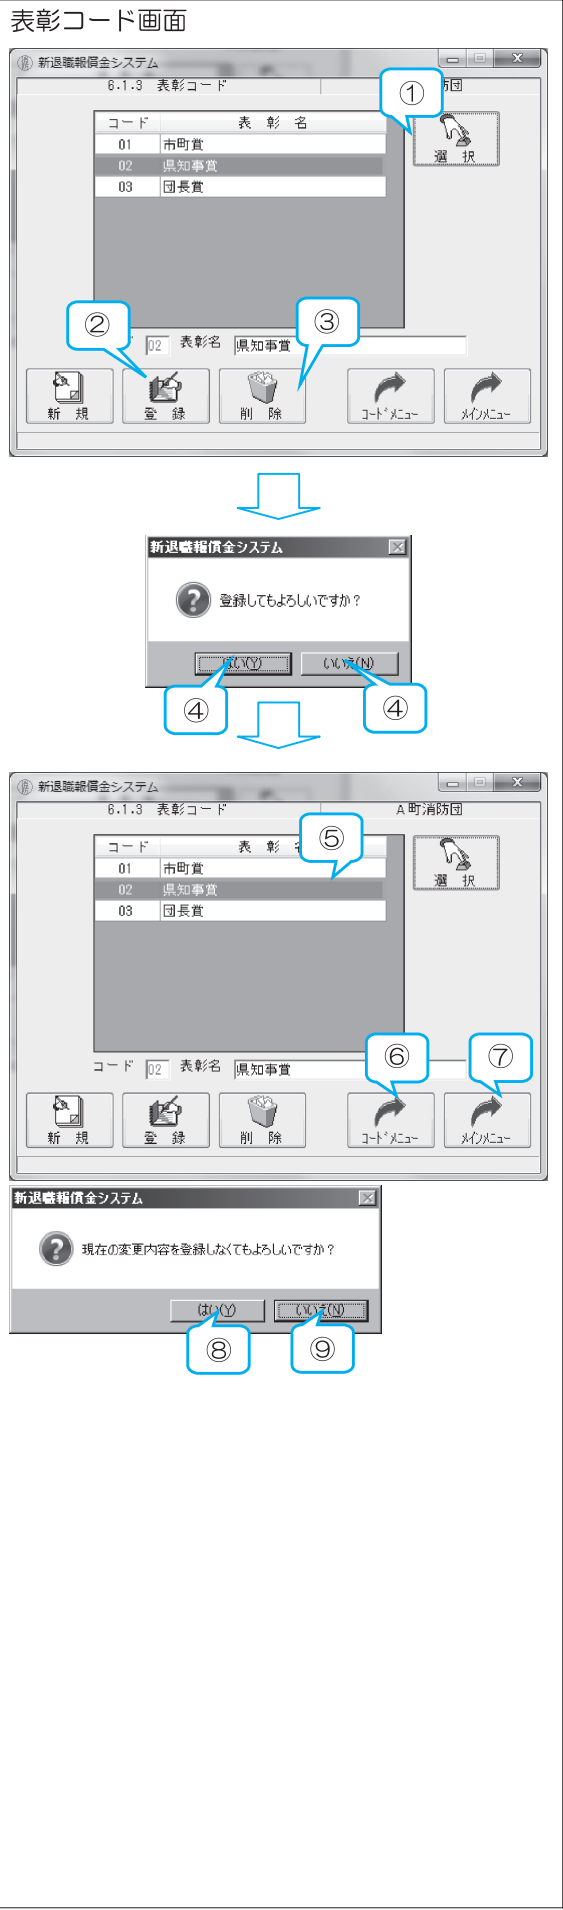 表彰コード画面
新退職報償金システム
6.1.3 表彰コード
防団
①
コード 表 彰 名
01 市町賞
02 県知事賞
03 団長賞
選 択
②
③
02 表彰名 県知事賞
新 規 登 録 削 除 コードメニュー メインメニュー
新退職報償金システム
登録してもよろしいですか？
はい(Y) いいえ(N)
④ ④
新退職報償金システム
6.1.3 表彰コード A町消防団
⑤
コード 表 彰
01 市町賞
02 県知事賞
03 団長賞
選 択
⑥ ⑦
コード 02 表彰名 県知事賞
新 規 登 録 削 除 コードメニュー メインメニュー
新退職報償金システム
現在の変更内容を登録しなくてもよろしいですか？
はい(Y) いいえ(N)
⑧ ⑨